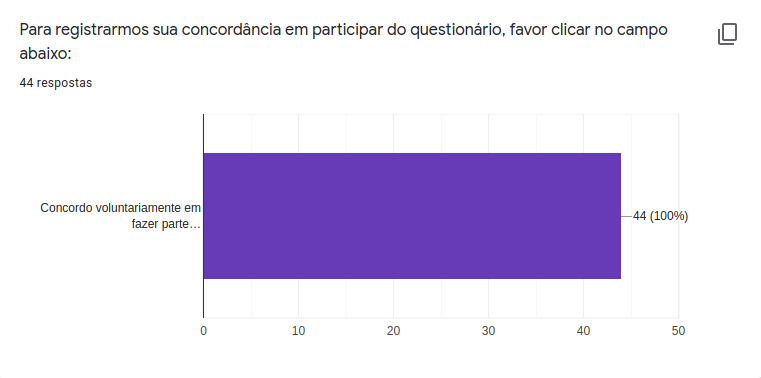 Para registrarmos sua concordância em participar do questionário, favor clicar no campo
abaixo:
44 respostas
Concordo voluntariamente em
fazer parte…
44 (100%)
0
10
20
30
40
50